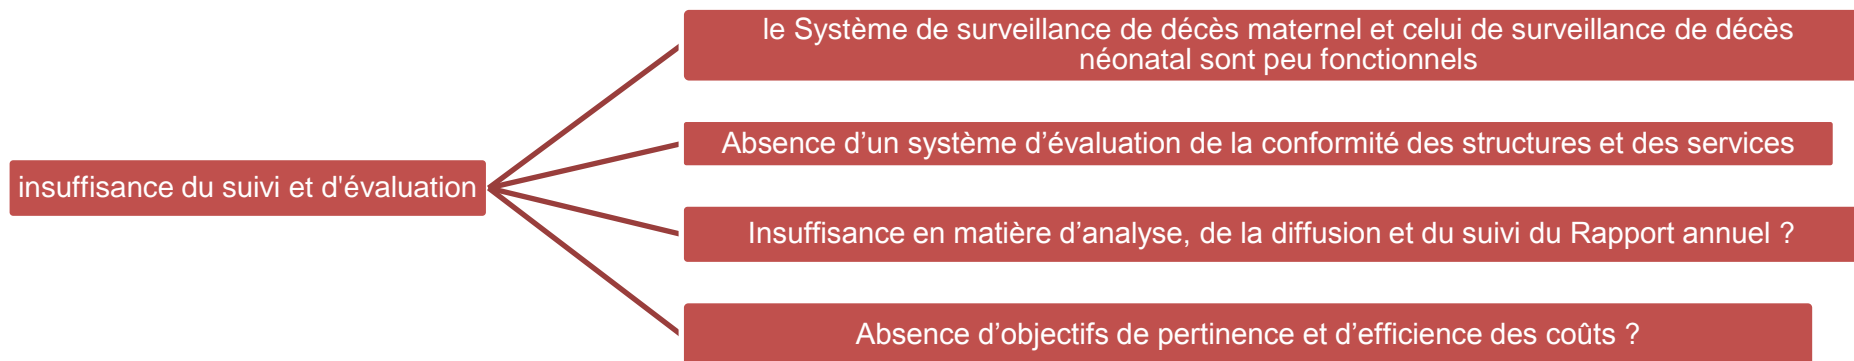 le Système de surveillance de décès maternel et celui de surveillance de décès
néonatal sont peu fonctionnels
Absence d’un système d’évaluation de la conformité des structures et des services
insuffisance du suivi et d'évaluation
Insuffisance en matière d’analyse, de la diffusion et du suivi du Rapport annuel ?
Absence d’objectifs de pertinence et d’efficience des coûts ?